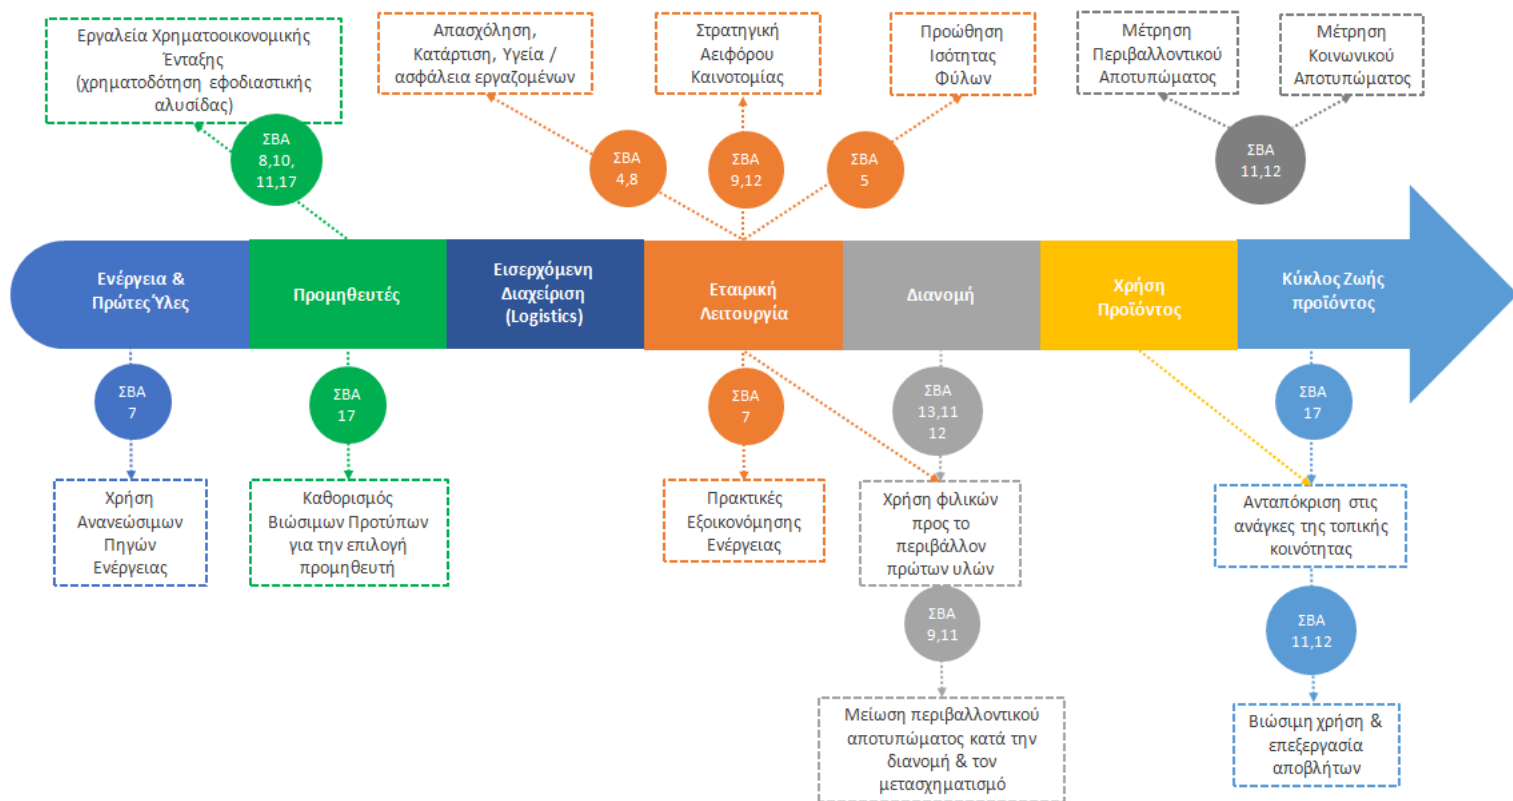 Εργαλεία Χρηματοοικονομικής
Ένταξης
(χρηματοδότηση εφοδιαστικής
αλυσίδας)
Απασχόληση,
Κατάρτιση, Υγεία /
ασφάλεια εργαζομένων
Στρατηγική
Αειφόρου
Καινοτομίας
Προώθηση
Ισότητας
Φύλων
Μέτρηση
Περιβαλλοντικού
Αποτυπώματος
Μέτρηση
Κοινωνικού
Αποτυπώματος
ΣΒΑ
8,10,
11,17
ΣΒΑ
4,8
ΣΒΑ
9,12
ΣΒΑ
5
ΣΒΑ
11,12
Ενέργεια &
Πρώτες Ύλες
Προμηθευτές
Εισερχόμενη
Διαχείριση
(Logistics)
Εταιρική
Λειτουργία
Διανομή
Χρήση
Προϊόντος
Κύκλος Ζωής
προϊόντος
ΣΒΑ
7
ΣΒΑ
17
ΣΒΑ
7
ΣΒΑ
13,11
12
ΣΒΑ
17
Χρήση
Ανανεώσιμων
Πηγών
Ενέργειας
Καθορισμός
Βιώσιμων Προτύπων
για την επιλογή
προμηθευτή
Πρακτικές
Εξοικονόμησης
Ενέργειας
Χρήση φιλικών
προς το
περιβάλλον
πρώτων υλών
Ανταπόκριση στις
ανάγκες της τοπικής
κοινότητας
ΣΒΑ
9,11
ΣΒΑ
11,12
Μείωση περιβαλλοντικού
αποτυπώματος κατά την
διανομή & τον
μετασχηματισμό
Βιώσιμη χρήση &
επεξεργασία
αποβλήτων